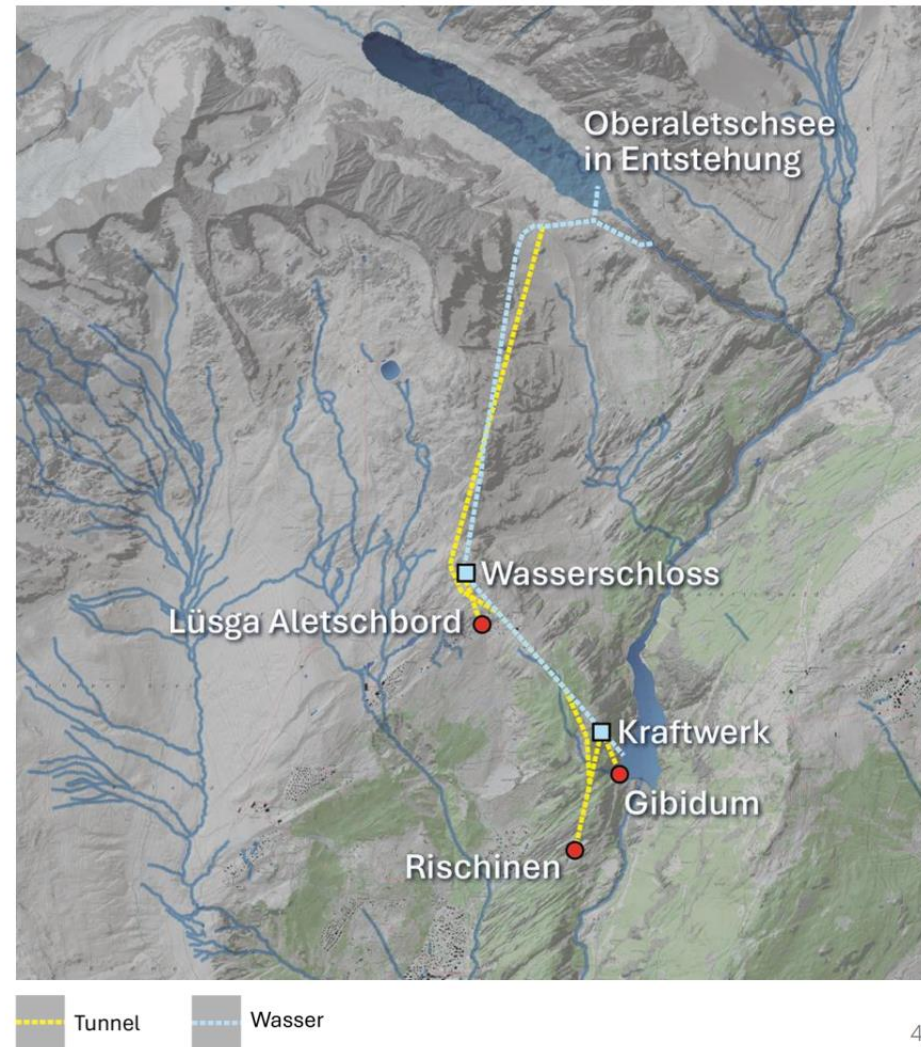 Oberaletschsee
in Entstehung
Wasserschloss
Lüsga Aletschbord
Kraftwerk
Gibidum
Rischinen
Tunnel
Wasser
4